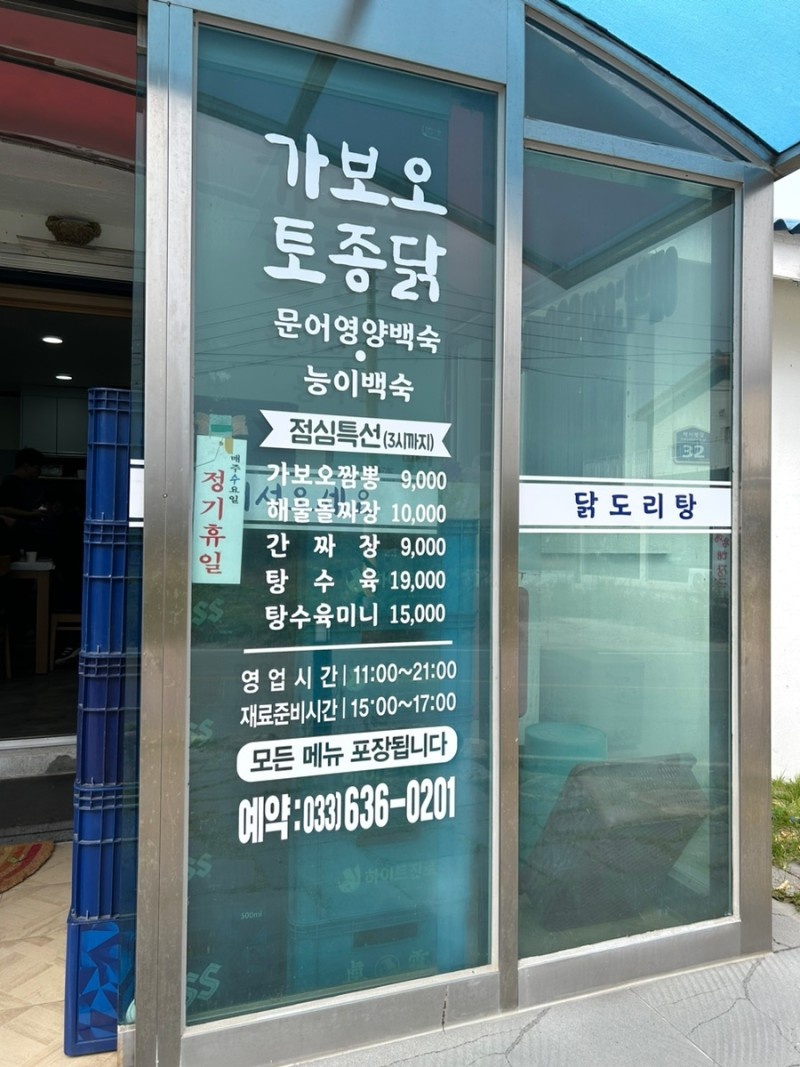 가보오
토종닭
문어영양백숙
•
능이백숙
점심특선(3시까지)
가보오짬뽕 9,000
해물돌짜장 10,000
간 짜 장 9,000
탕 수 육 19,000
탕수육미니 15,000
영 업 시 간 | 11:00~21:00
재료준비시간 | 15:00~17:00
모든 메뉴 포장됩니다
예약:033)636-0201
매주수요일
정기휴일
닭도리탕
32
500ml